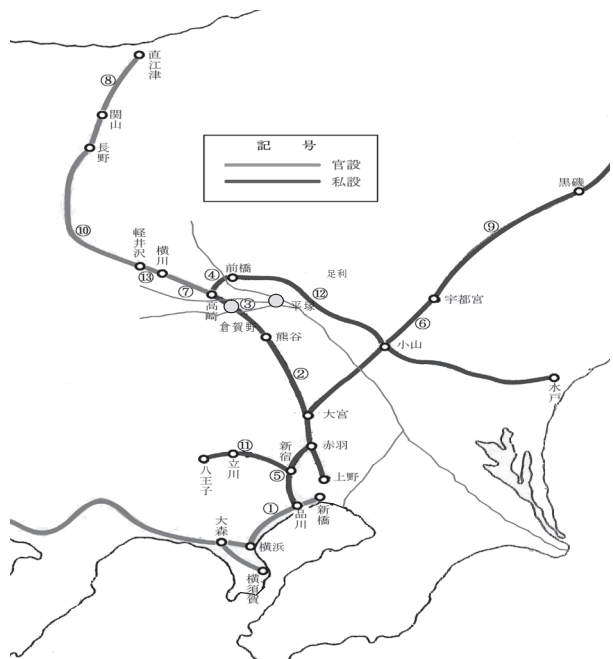 直江津
⑧
関山
長野
記 号
官設
私設
黒磯
⑨
⑩
軽井沢
横川
⑬
④
前橋
足利
⑫
⑦
高崎
③
平塚
倉賀野
宇都宮
⑥
熊谷
小山
②
水戸
大宮
新宿
赤羽
⑪
立川
八王子
⑤
上野
①
品川
新橋
大森
横浜
横須賀